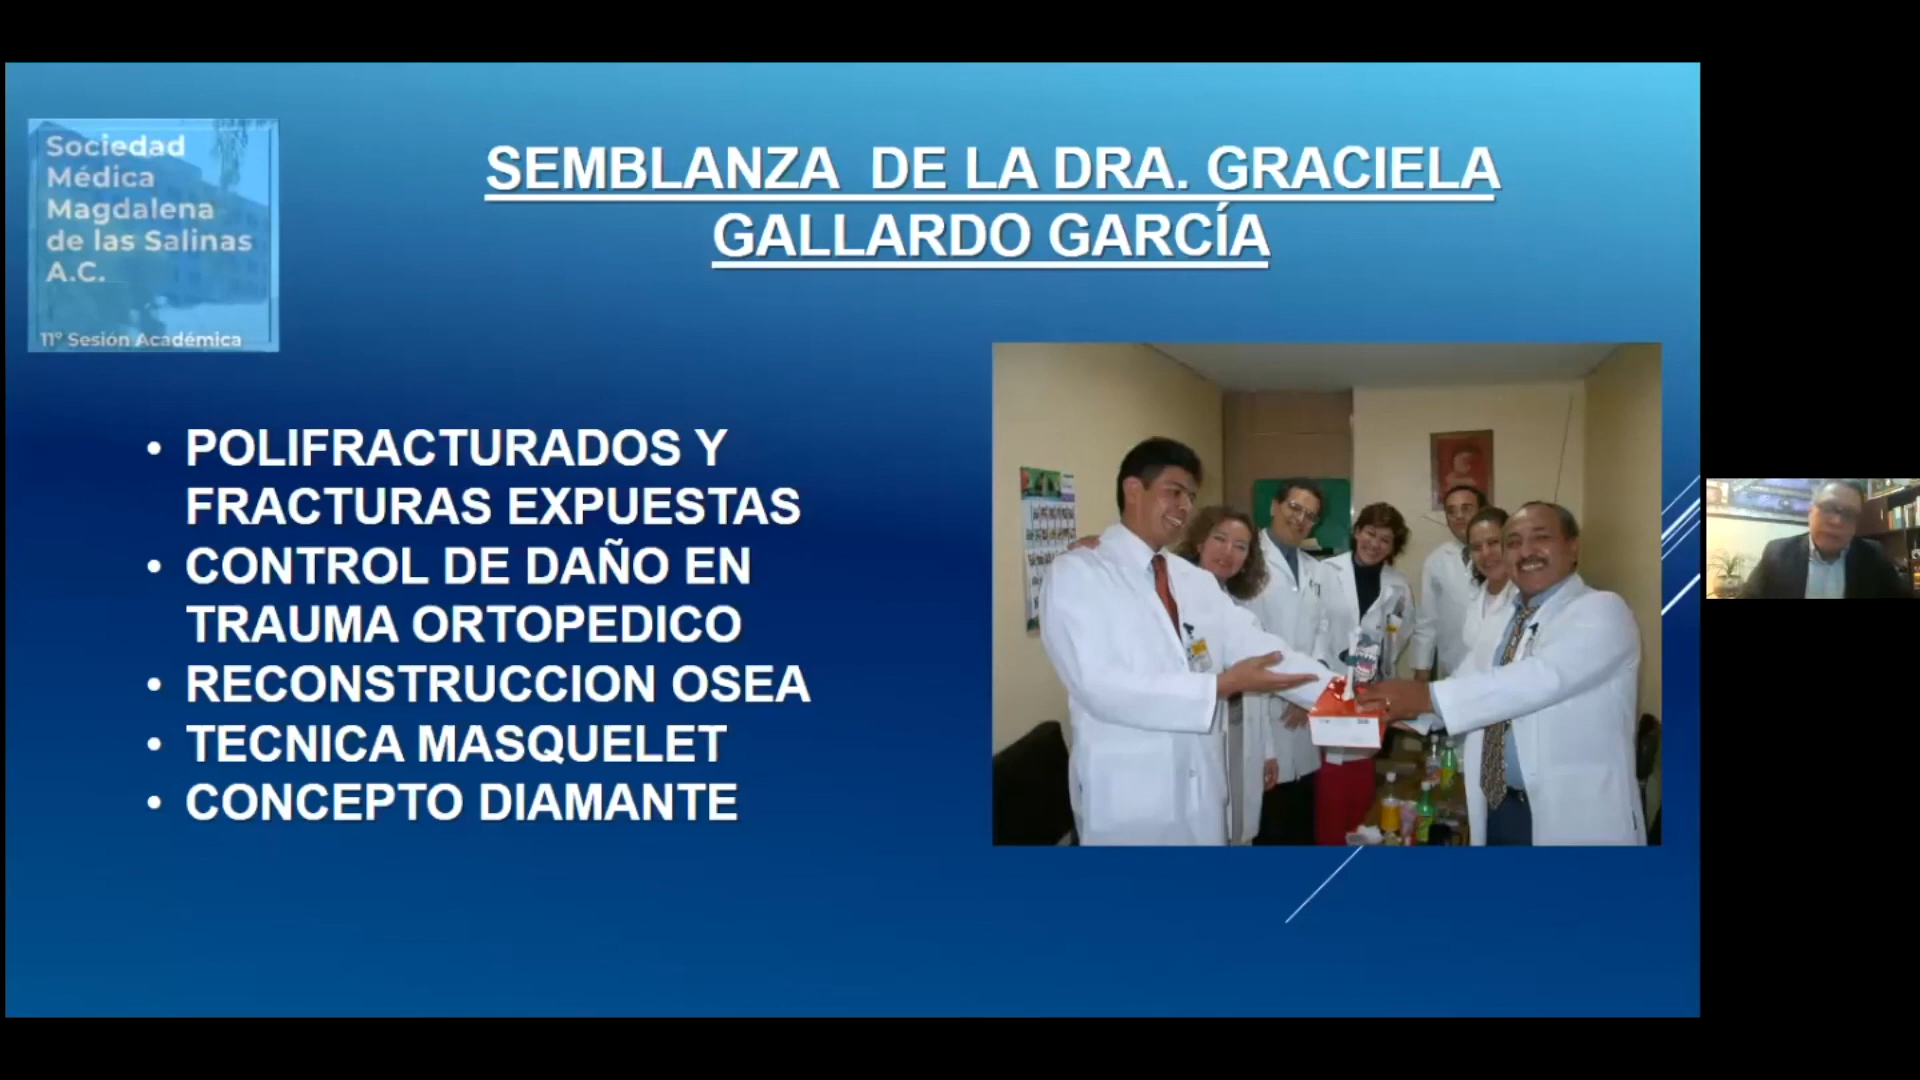 Sociedad
Médica
Magdalena
de las Salinas
A.C.
11º Sesión Académica
SEMBLANZA DE LA DRA. GRACIELA
GALLARDO GARCÍA
• POLIFRACTURADOS Y
FRACTURAS EXPUESTAS
• CONTROL DE DAÑO EN
TRAUMA ORTOPEDICO
• RECONSTRUCCION OSEA
• TECNICA MASQUELET
• CONCEPTO DIAMANTE